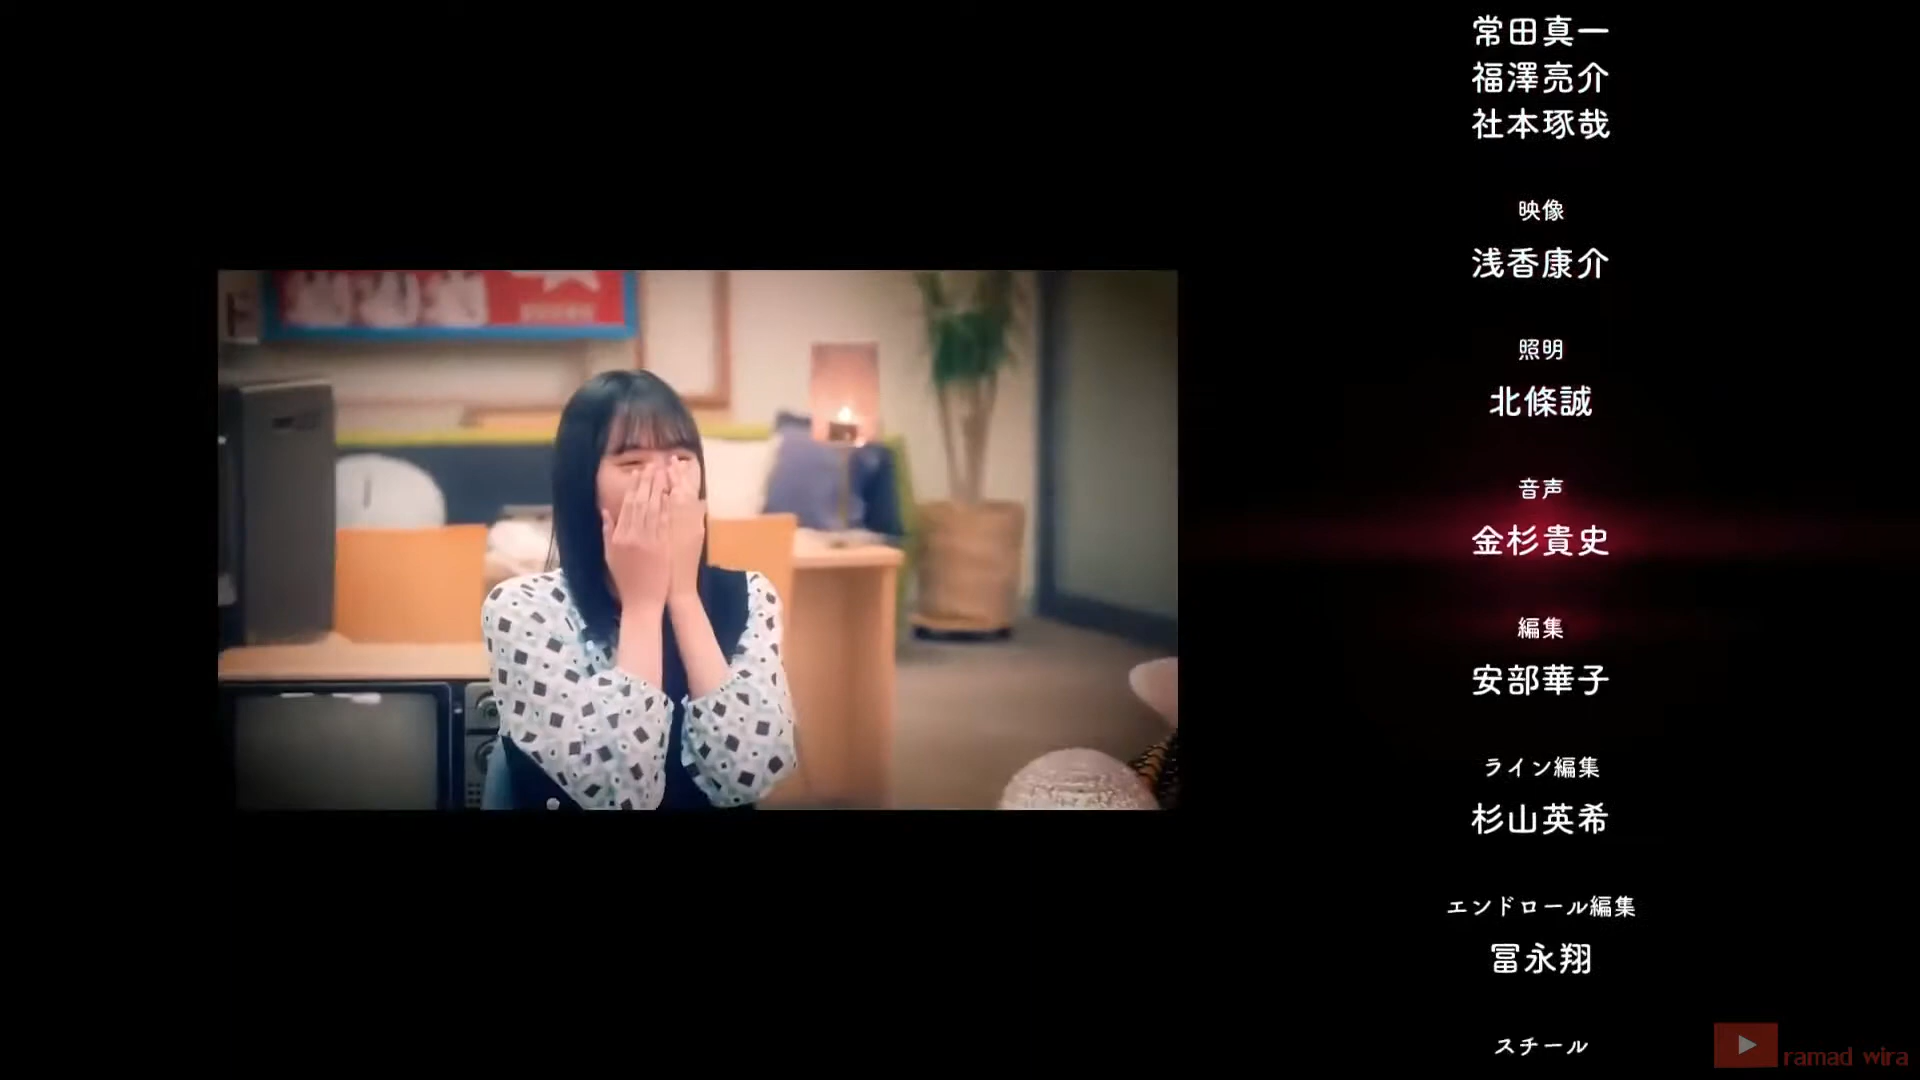 常田真一
福澤亮介
社本琢哉
映像
浅香康介
照明
北條誠
音声
金杉貴史
編集
安部華子
ライン編集
杉山英希
エンドロール編集
冨永翔
スチール
ramad wira